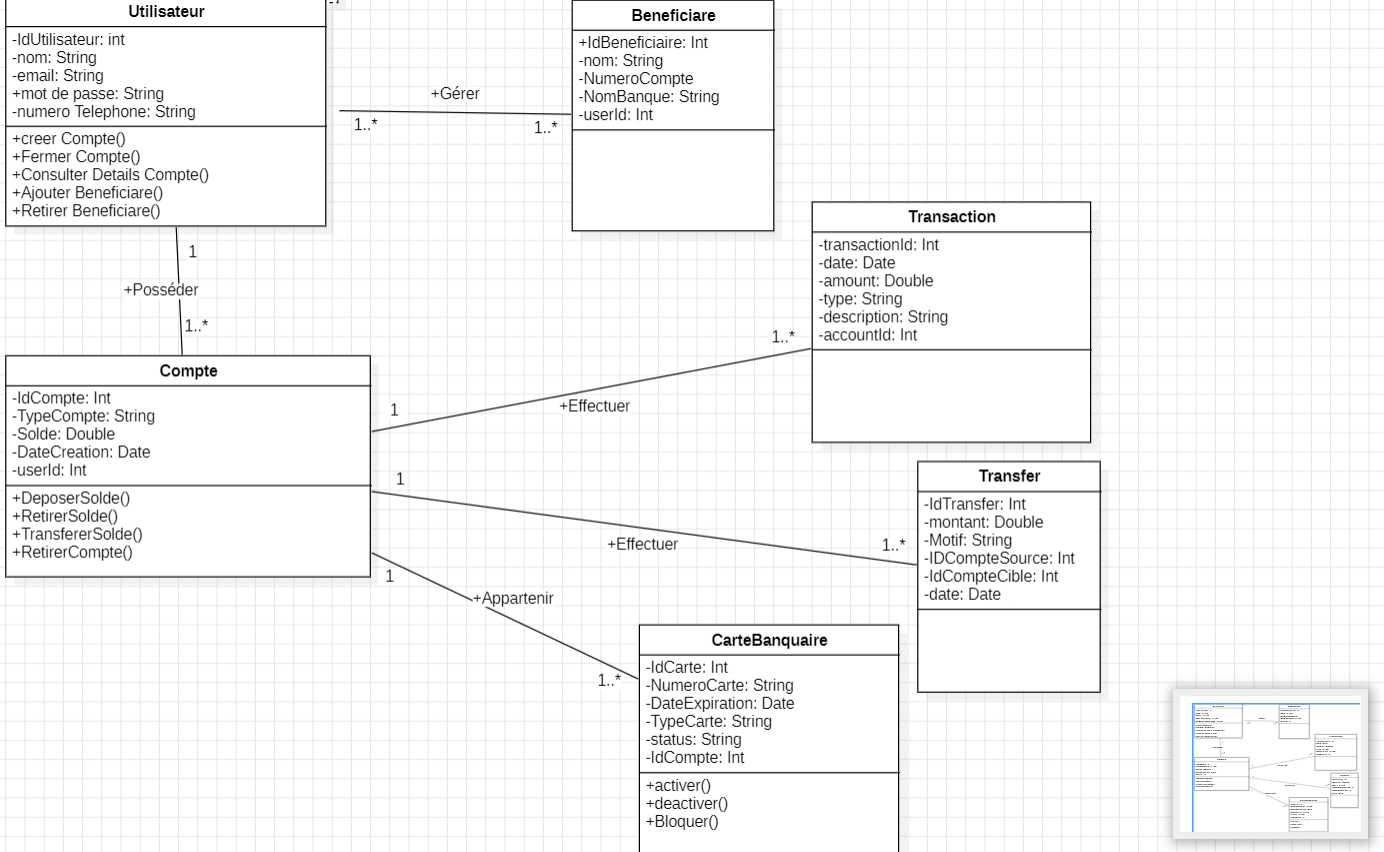 Utilisateur
-IdUtilisateur: int
-nom: String
-email: String
+mot de passe: String
-numero Telephone: String
+creer Compte()
+Fermer Compte()
+Consulter Details Compte()
+Ajouter Beneficiare()
+Retirer Beneficiare()
+Gérer
1..*
1..*
Beneficiare
+IdBeneficiaire: Int
-nom: String
-NumeroCompte
-NomBanque: String
-userId: Int
1
+Posséder
1..*
Transaction
-transactionId: Int
-date: Date
-amount: Double
-type: String
-description: String
-accountId: Int
Compte
-IdCompte: Int
-TypeCompte: String
-Solde: Double
-DateCreation: Date
-userId: Int
+DeposerSolde()
+RetirerSolde()
+TransfererSolde()
+RetirerCompte()
1
+Effectuer
1..*
1
+Effectuer
1..*
1
+Appartenir
1..*
Transfer
-IdTransfer: Int
-montant: Double
-Motif: String
-IDCompteSource: Int
-IdCompteCible: Int
-date: Date
CarteBanquaire
-IdCarte: Int
-NumeroCarte: String
-DateExpiration: Date
-TypeCarte: String
-status: String
-IdCompte: Int
+activer()
+deactiver()
+Bloquer()